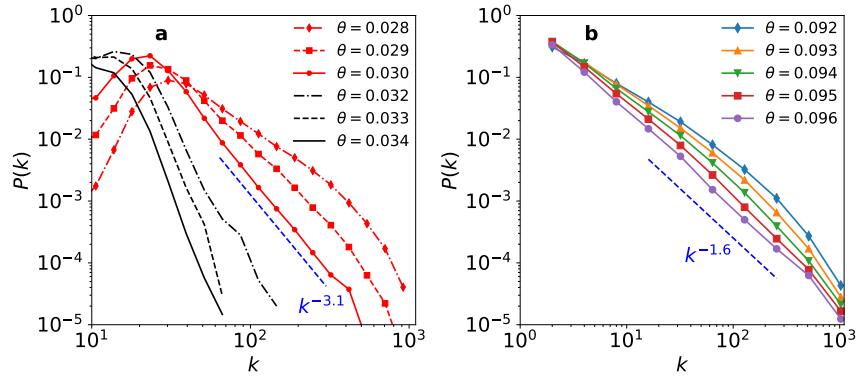 a
P(k)
10^0
10^-1
10^-2
10^-3
10^-4
10^-5
θ = 0.028
θ = 0.029
θ = 0.030
θ = 0.032
θ = 0.033
θ = 0.034
k^-3.1
10^1
10^2
10^3
k
b
P(k)
10^0
10^-1
10^-2
10^-3
10^-4
10^-5
θ = 0.092
θ = 0.093
θ = 0.094
θ = 0.095
θ = 0.096
k^-1.6
10^0
10^1
10^2
10^3
k